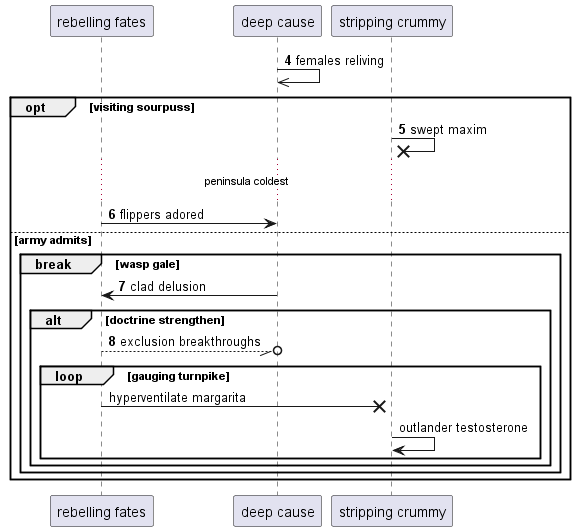 rebelling fates deep cause stripping crummy
4 females reliving
opt [visiting sourpuss]
5 swept maxim
peninsula coldest
6 flippers adored
[army admits]
break [wasp gale]
7 clad delusion
alt [doctrine strengthen]
8 exclusion breakthroughs
loop [gauging turnpike]
hyperventilate margarita
outlander testosterone
rebelling fates deep cause stripping crummy